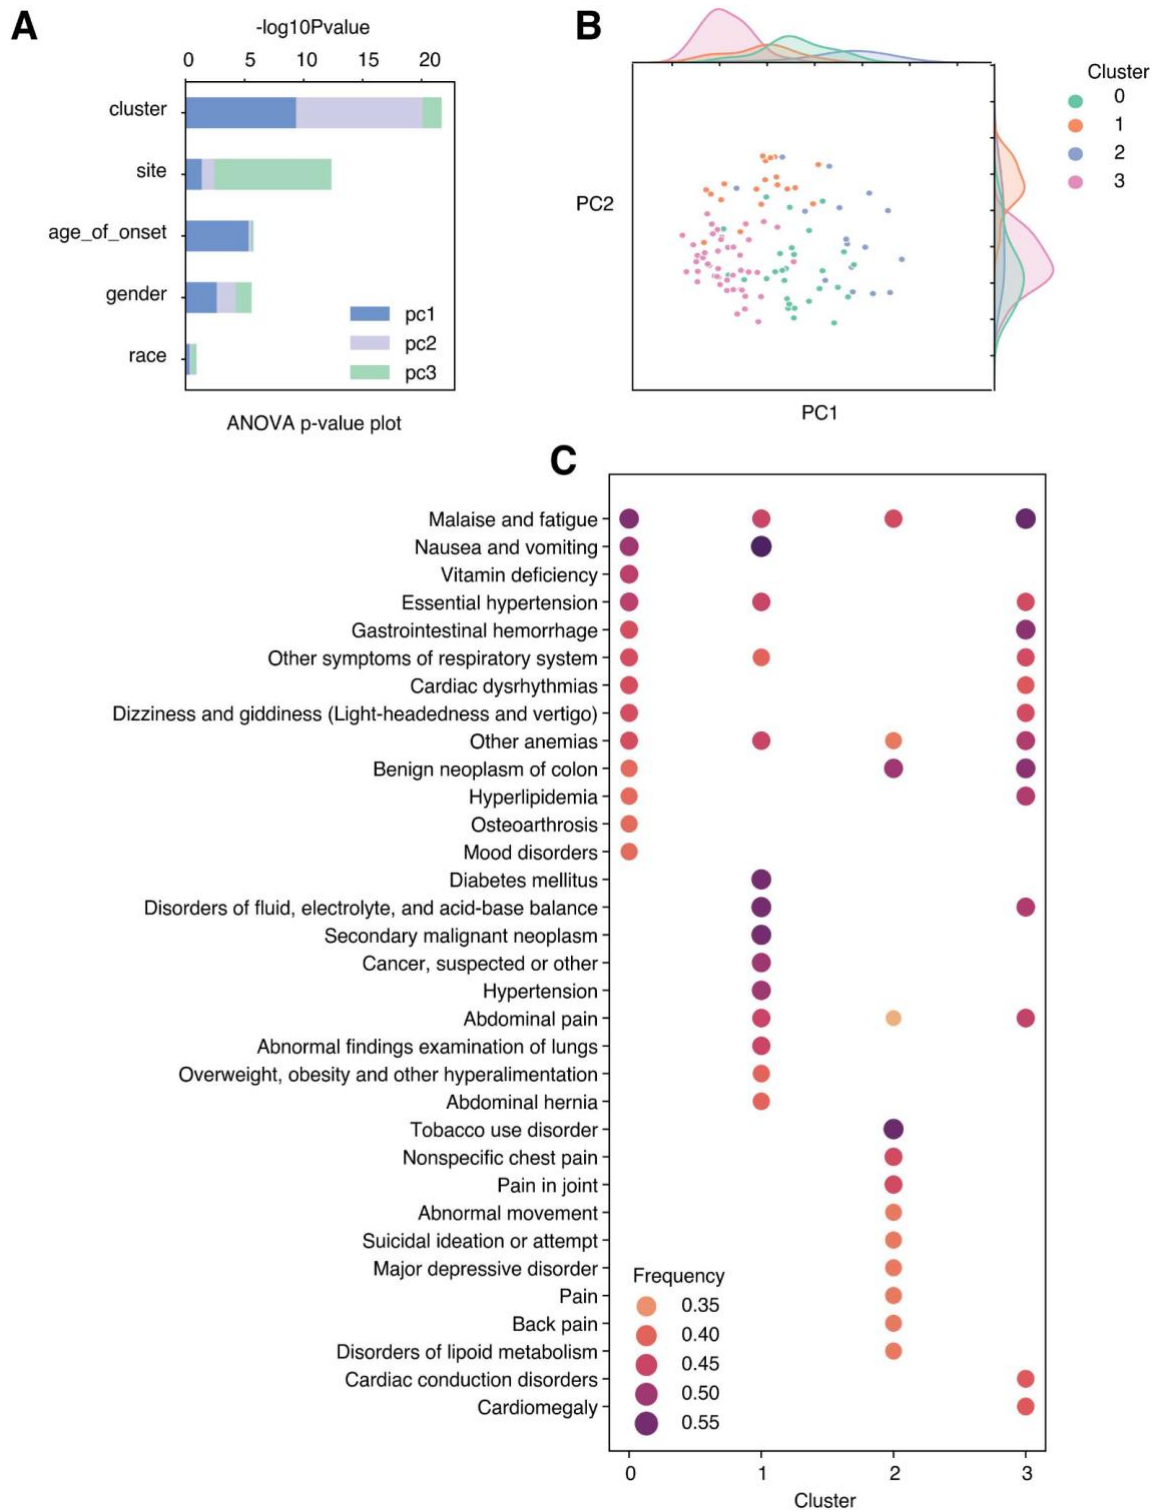 A
-log10Pvalue
0 5 10 15 20
cluster
site
age_of_onset
gender
race
pc1
pc2
pc3
ANOVA p-value plot
B
PC2
PC1
Cluster
0
1
2
3
C
Malaise and fatigue
Nausea and vomiting
Vitamin deficiency
Essential hypertension
Gastrointestinal hemorrhage
Other symptoms of respiratory system
Cardiac dysrhythmias
Dizziness and giddiness (Light-headedness and vertigo)
Other anemias
Benign neoplasm of colon
Hyperlipidemia
Osteoarthrosis
Mood disorders
Diabetes mellitus
Disorders of fluid, electrolyte, and acid-base balance
Secondary malignant neoplasm
Cancer, suspected or other
Hypertension
Abdominal pain
Abnormal findings examination of lungs
Overweight, obesity and other hyperalimentation
Abdominal hernia
Tobacco use disorder
Nonspecific chest pain
Pain in joint
Abnormal movement
Suicidal ideation or attempt
Major depressive disorder
Pain
Back pain
Disorders of lipoid metabolism
Cardiac conduction disorders
Cardiomegaly
Frequency
0.35
0.40
0.45
0.50
0.55
0 1 2 3
Cluster